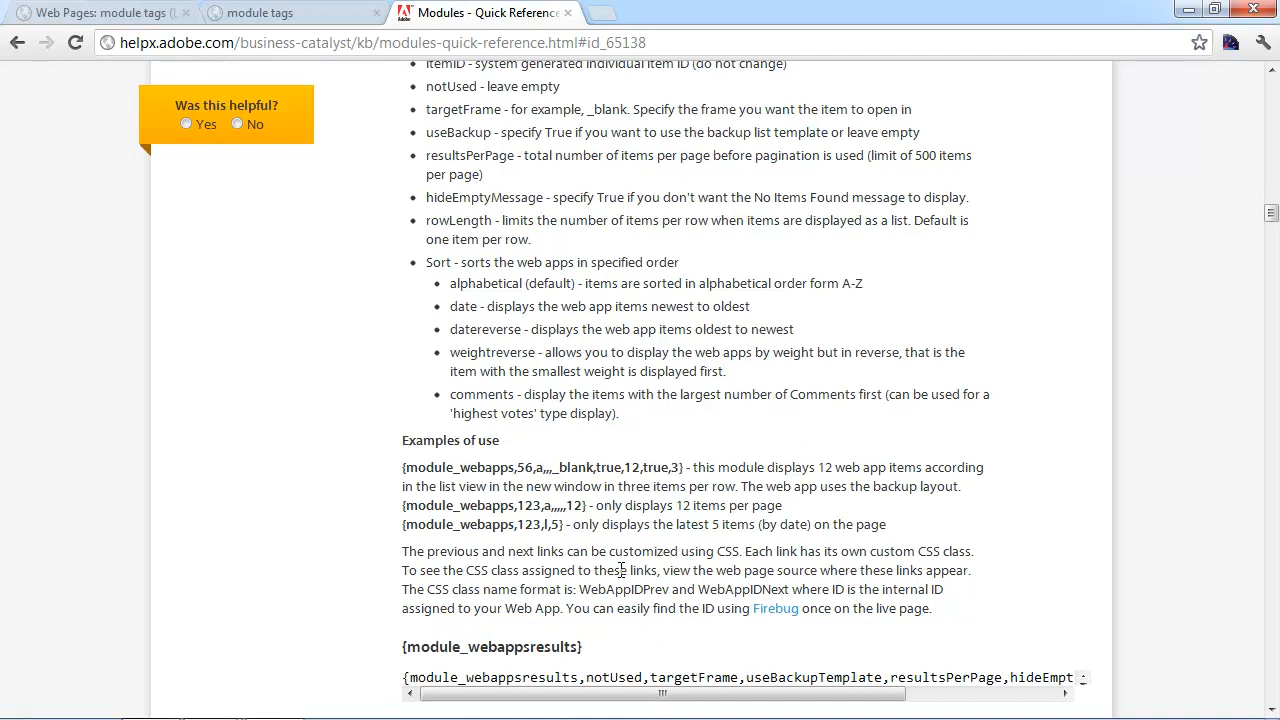 Web Pages: module tags (L
module tags
Modules - Quick Reference
helpx.adobe.com/business-catalyst/kb/modules-quick-reference.html#id_65138
Was this helpful?
Yes No
itemID - system generated individual item ID (do not change)
notUsed - leave empty
targetFrame - for example, _blank. Specify the frame you want the item to open in
useBackup - specify True if you want to use the backup list template or leave empty
resultsPerPage - total number of items per page before pagination is used (limit of 500 items
per page)
hideEmptyMessage - specify True if you don't want the No Items Found message to display.
rowLength - limits the number of items per row when items are displayed as a list. Default is
one item per row.
Sort - sorts the web apps in specified order
alphabetical (default) - items are sorted in alphabetical order form A-Z
date - displays the web app items newest to oldest
datereverse - displays the web app items oldest to newest
weightreverse - allows you to display the web apps by weight but in reverse, that is the
item with the smallest weight is displayed first.
comments - display the items with the largest number of Comments first (can be used for a
'highest votes' type display).
Examples of use
{module_webapps,56,a,,,_blank,true,12,true,3} - this module displays 12 web app items according
in the list view in the new window in three items per row. The web app uses the backup layout.
{module_webapps,123,a,,,,,12} - only displays 12 items per page
{module_webapps,123,l,5} - only displays the latest 5 items (by date) on the page
The previous and next links can be customized using CSS. Each link has its own custom CSS class.
To see the CSS class assigned to these links, view the web page source where these links appear.
The CSS class name format is: WebAppIDPrev and WebAppIDNext where ID is the internal ID
assigned to your Web App. You can easily find the ID using Firebug once on the live page.
{module_webappsresults}
{module_webappsresults,notUsed,targetFrame,useBackupTemplate,resultsPerPage,hideEmpt